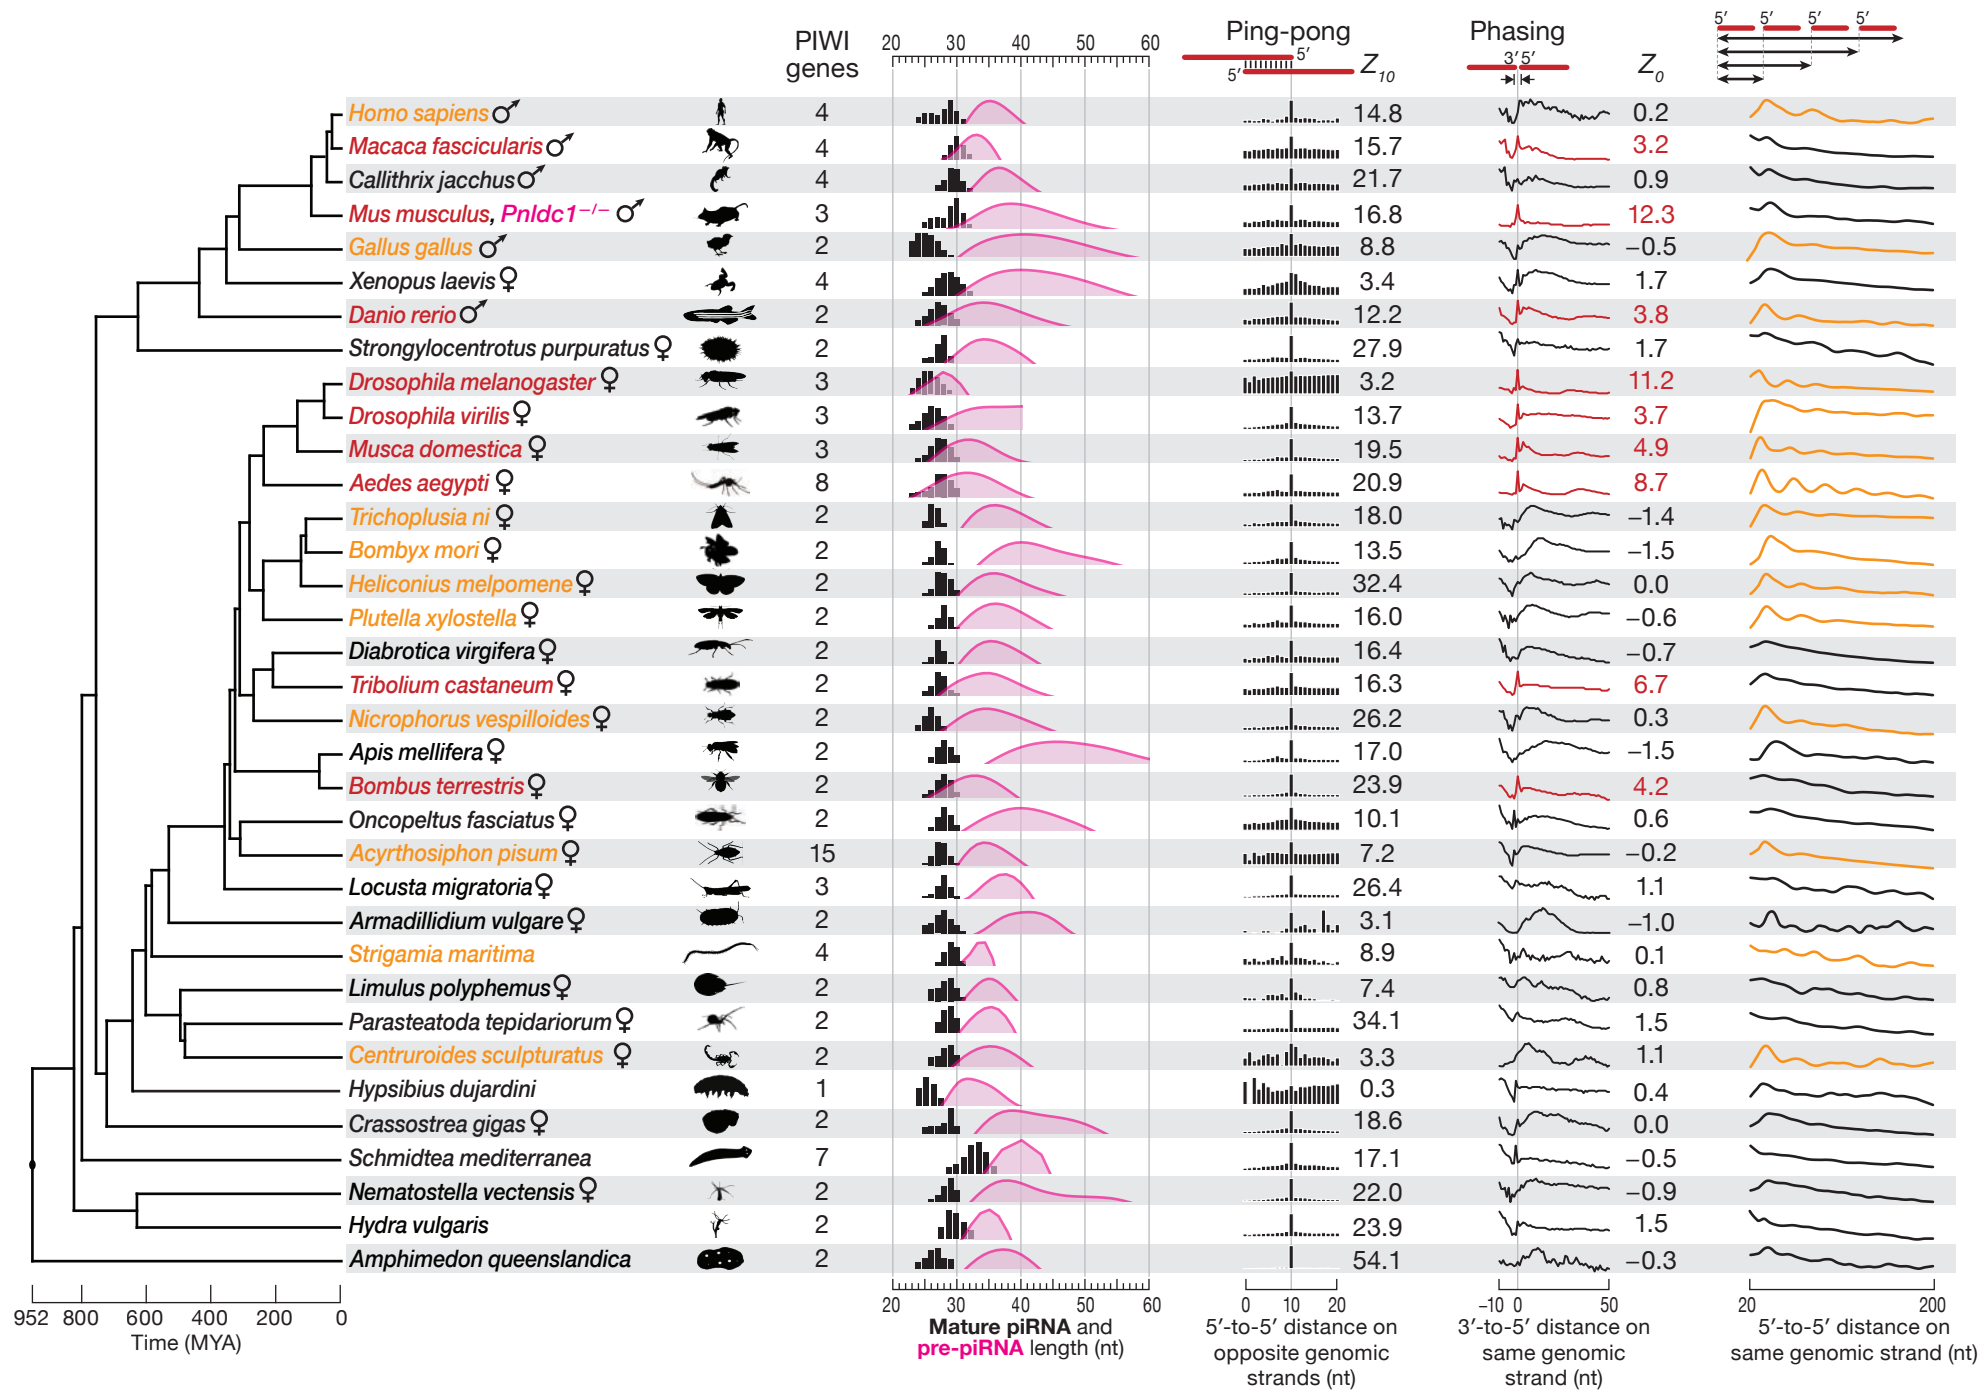 PIWI genes
20 30 40 50 60
Ping-pong
5′
5′
Z10
Phasing
3′ 5′
Z0
5′ 5′ 5′ 5′
Homo sapiens ♂ 4 14.8 0.2
Macaca fascicularis ♂ 4 15.7 3.2
Callithrix jacchus ♂ 4 21.7 0.9
Mus musculus, Pnldc1−/− ♂ 3 16.8 12.3
Gallus gallus ♂ 2 8.8 −0.5
Xenopus laevis ♀ 4 3.4 1.7
Danio rerio ♂ 2 12.2 3.8
Strongylocentrotus purpuratus ♀ 2 27.9 1.7
Drosophila melanogaster ♀ 3 3.2 11.2
Drosophila virilis ♀ 3 13.7 3.7
Musca domestica ♀ 3 19.5 4.9
Aedes aegypti ♀ 8 20.9 8.7
Trichoplusia ni ♀ 2 18.0 −1.4
Bombyx mori ♀ 2 13.5 −1.5
Heliconius melpomene ♀ 2 32.4 0.0
Plutella xylostella ♀ 2 16.0 −0.6
Diabrotica virgifera ♀ 2 16.4 −0.7
Tribolium castaneum ♀ 2 16.3 6.7
Nicrophorus vespilloides ♀ 2 26.2 0.3
Apis mellifera ♀ 2 17.0 −1.5
Bombus terrestris ♀ 2 23.9 4.2
Oncopeltus fasciatus ♀ 2 10.1 0.6
Acyrthosiphon pisum ♀ 15 7.2 −0.2
Locusta migratoria ♀ 3 26.4 1.1
Armadillidium vulgare ♀ 2 3.1 −1.0
Strigamia maritima 4 8.9 0.1
Limulus polyphemus ♀ 2 7.4 0.8
Parasteatoda tepidariorum ♀ 2 34.1 1.5
Centruroides sculpturatus ♀ 2 3.3 1.1
Hypsibius dujardini 1 0.3 0.4
Crassostrea gigas ♀ 2 18.6 0.0
Schmidtea mediterranea 7 17.1 −0.5
Nematostella vectensis ♀ 2 22.0 −0.9
Hydra vulgaris 2 23.9 1.5
Amphimedon queenslandica 2 54.1 −0.3
952 800 600 400 200 0
Time (MYA)
20 30 40 50 60
Mature piRNA and
pre-piRNA length (nt)
0 10 20
5′-to-5′ distance on
opposite genomic
strands (nt)
−10 0 50
3′-to-5′ distance on
same genomic
strand (nt)
20 200
5′-to-5′ distance on
same genomic strand (nt)